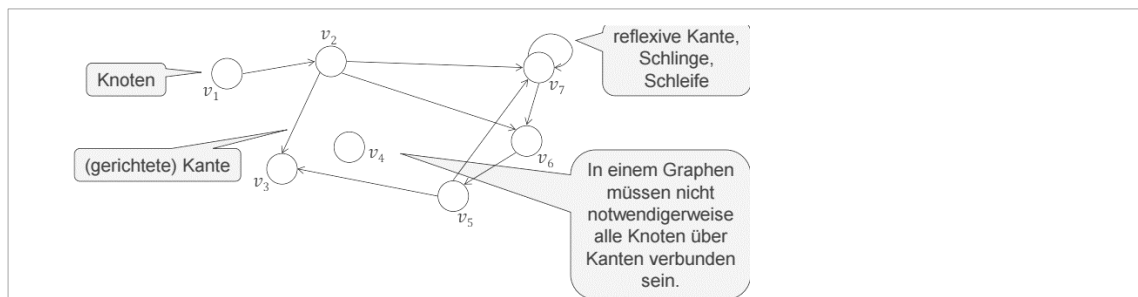 Knoten
v1
v2
reflexive Kante,
Schlinge,
Schleife
v7
(gerichtete) Kante
v3
v4
v6
v5
In einem Graphen
müssen nicht
notwendigerweise
alle Knoten über
Kanten verbunden
sein.